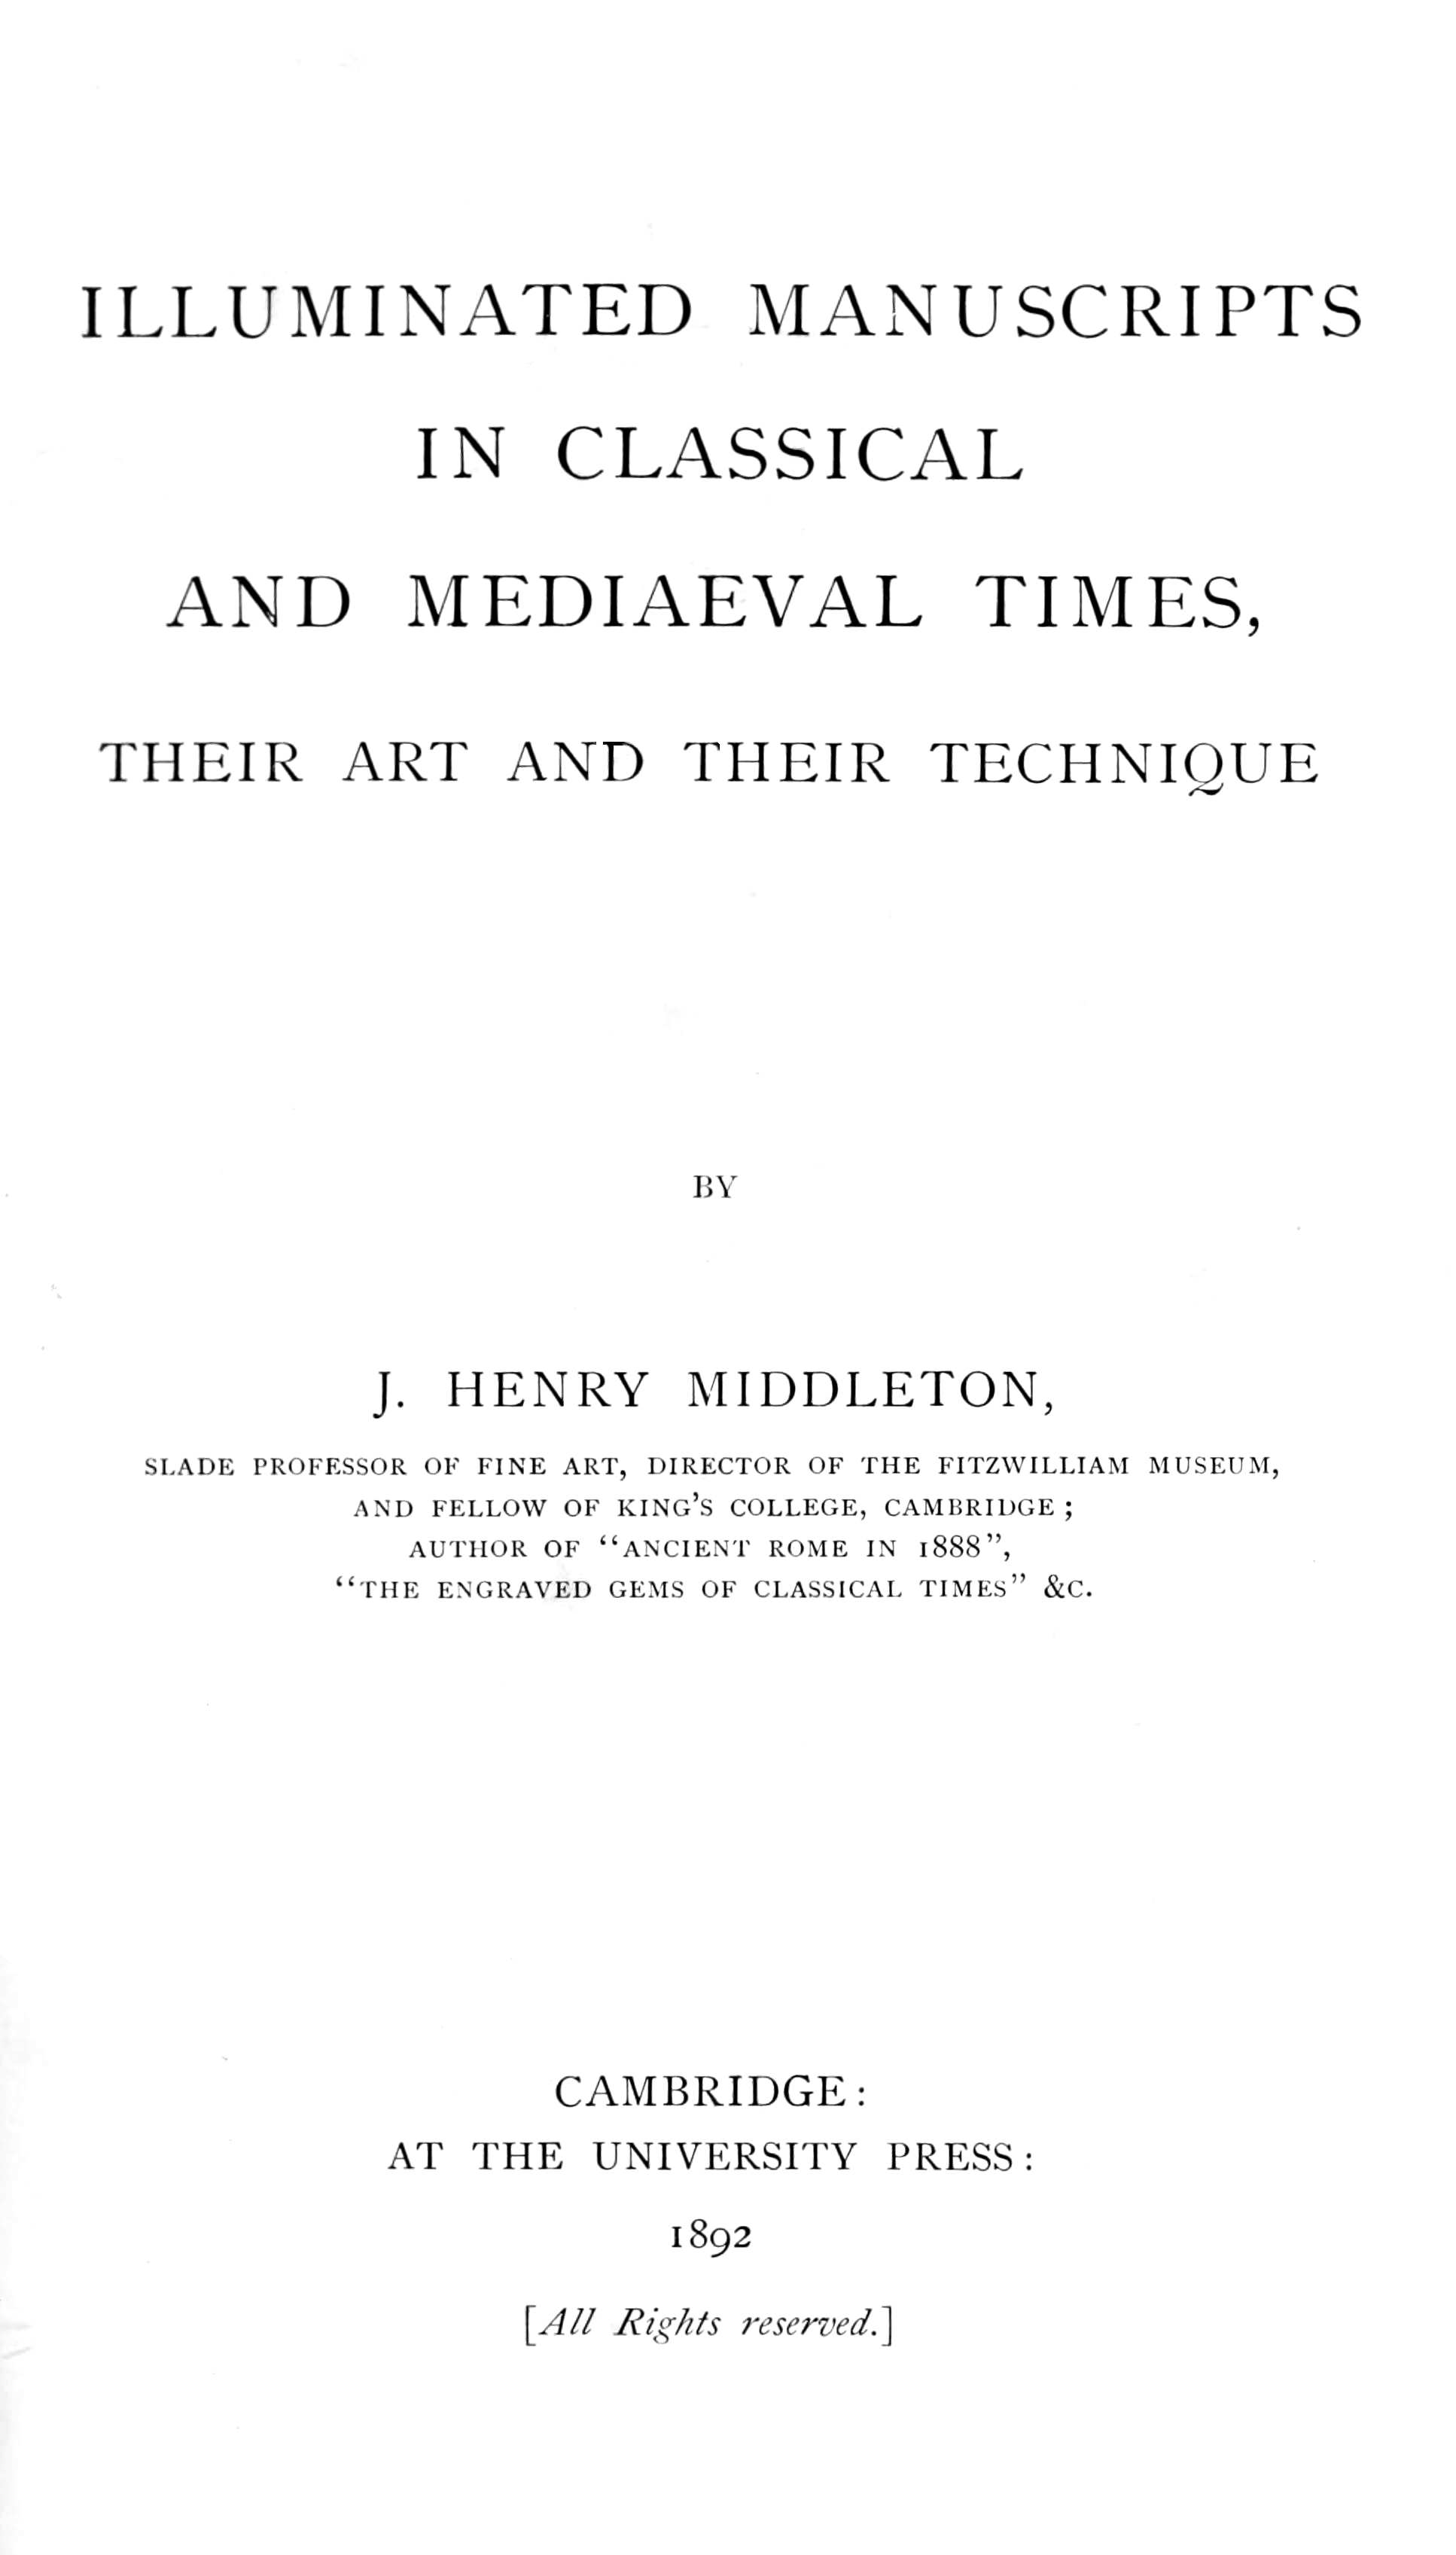 ILLUMINATED MANUSCRIPTS
IN CLASSICAL
AND MEDIAEVAL TIMES,
THEIR ART AND THEIR TECHNIQUE
BY
J. HENRY MIDDLETON,
SLADE PROFESSOR OF FINE ART, DIRECTOR OF THE FITZWILLIAM MUSEUM,
AND FELLOW OF KING'S COLLEGE, CAMBRIDGE ;
AUTHOR OF “ANCIENT ROME IN 1888”,
“THE ENGRAVED GEMS OF CLASSICAL TIMES” &C.
CAMBRIDGE:
AT THE UNIVERSITY PRESS:
1892
[All Rights reserved.]